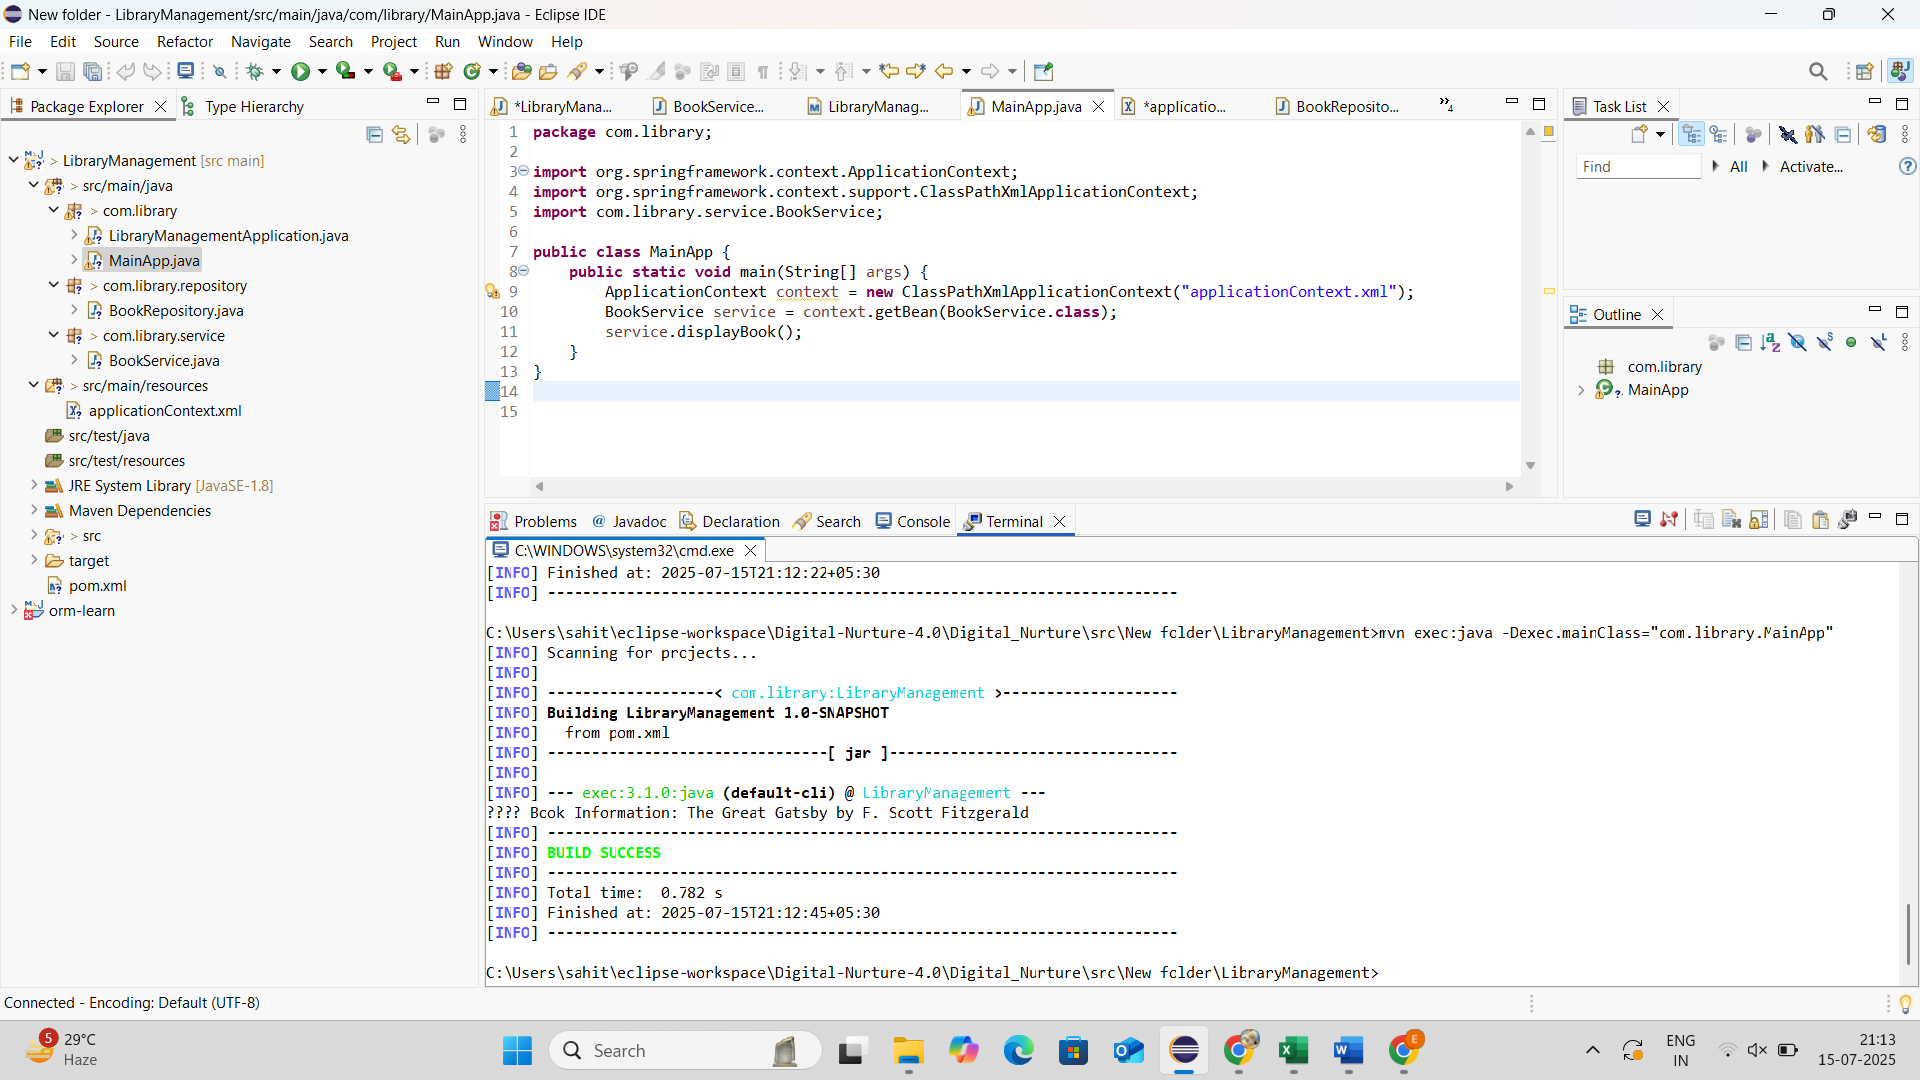 New folder - LibraryManagement/src/main/java/com/library/MainApp.java - Eclipse IDE
File Edit Source Refactor Navigate Search Project Run Window Help
Package Explorer Type Hierarchy
LibraryManagement [src main]
src/main/java
com.library
LibraryManagementApplication.java
MainApp.java
com.library.repository
BookRepository.java
com.library.service
BookService.java
src/main/resources
applicationContext.xml
src/test/java
src/test/resources
JRE System Library [JavaSE-1.8]
Maven Dependencies
src
target
pom.xml
orm-learn
*LibraryMana... BookService... LibraryManag... MainApp.java *applicatio... BookReposito... »4
1 package com.library;
2
3 import org.springframework.context.ApplicationContext;
4 import org.springframework.context.support.ClassPathXmlApplicationContext;
5 import com.library.service.BookService;
6
7 public class MainApp {
8 public static void main(String[] args) {
9 ApplicationContext context = new ClassPathXmlApplicationContext("applicationContext.xml");
10 BookService service = context.getBean(BookService.class);
11 service.displayBook();
12 }
13 }
14
15
Task List
Find All Activate...
Outline
com.library
MainApp
Problems Javadoc Declaration Search Console Terminal
C:\WINDOWS\system32\cmd.exe
[INFO] Finished at: 2025-07-15T21:12:22+05:30
[INFO] ------------------------------------------------------------------------
C:\Users\sahit\eclipse-workspace\Digital-Nurture-4.0\Digital_Nurture\src\New folder\LibraryManagement>mvn exec:java -Dexec.mainClass="com.library.MainApp"
[INFO] Scanning for projects...
[INFO]
[INFO] -------------------< com.library:LibraryManagement >--------------------
[INFO] Building LibraryManagement 1.0-SNAPSHOT
[INFO] from pom.xml
[INFO] --------------------------------[ jar ]---------------------------------
[INFO]
[INFO] --- exec:3.1.0:java (default-cli) @ LibraryManagement ---
???? Book Information: The Great Gatsby by F. Scott Fitzgerald
[INFO] ------------------------------------------------------------------------
[INFO] BUILD SUCCESS
[INFO] ------------------------------------------------------------------------
[INFO] Total time: 0.782 s
[INFO] Finished at: 2025-07-15T21:12:45+05:30
[INFO] ------------------------------------------------------------------------
C:\Users\sahit\eclipse-workspace\Digital-Nurture-4.0\Digital_Nurture\src\New folder\LibraryManagement>
Connected - Encoding: Default (UTF-8)
5 29°C
Haze
Search
ENG
IN
21:13
15-07-2025